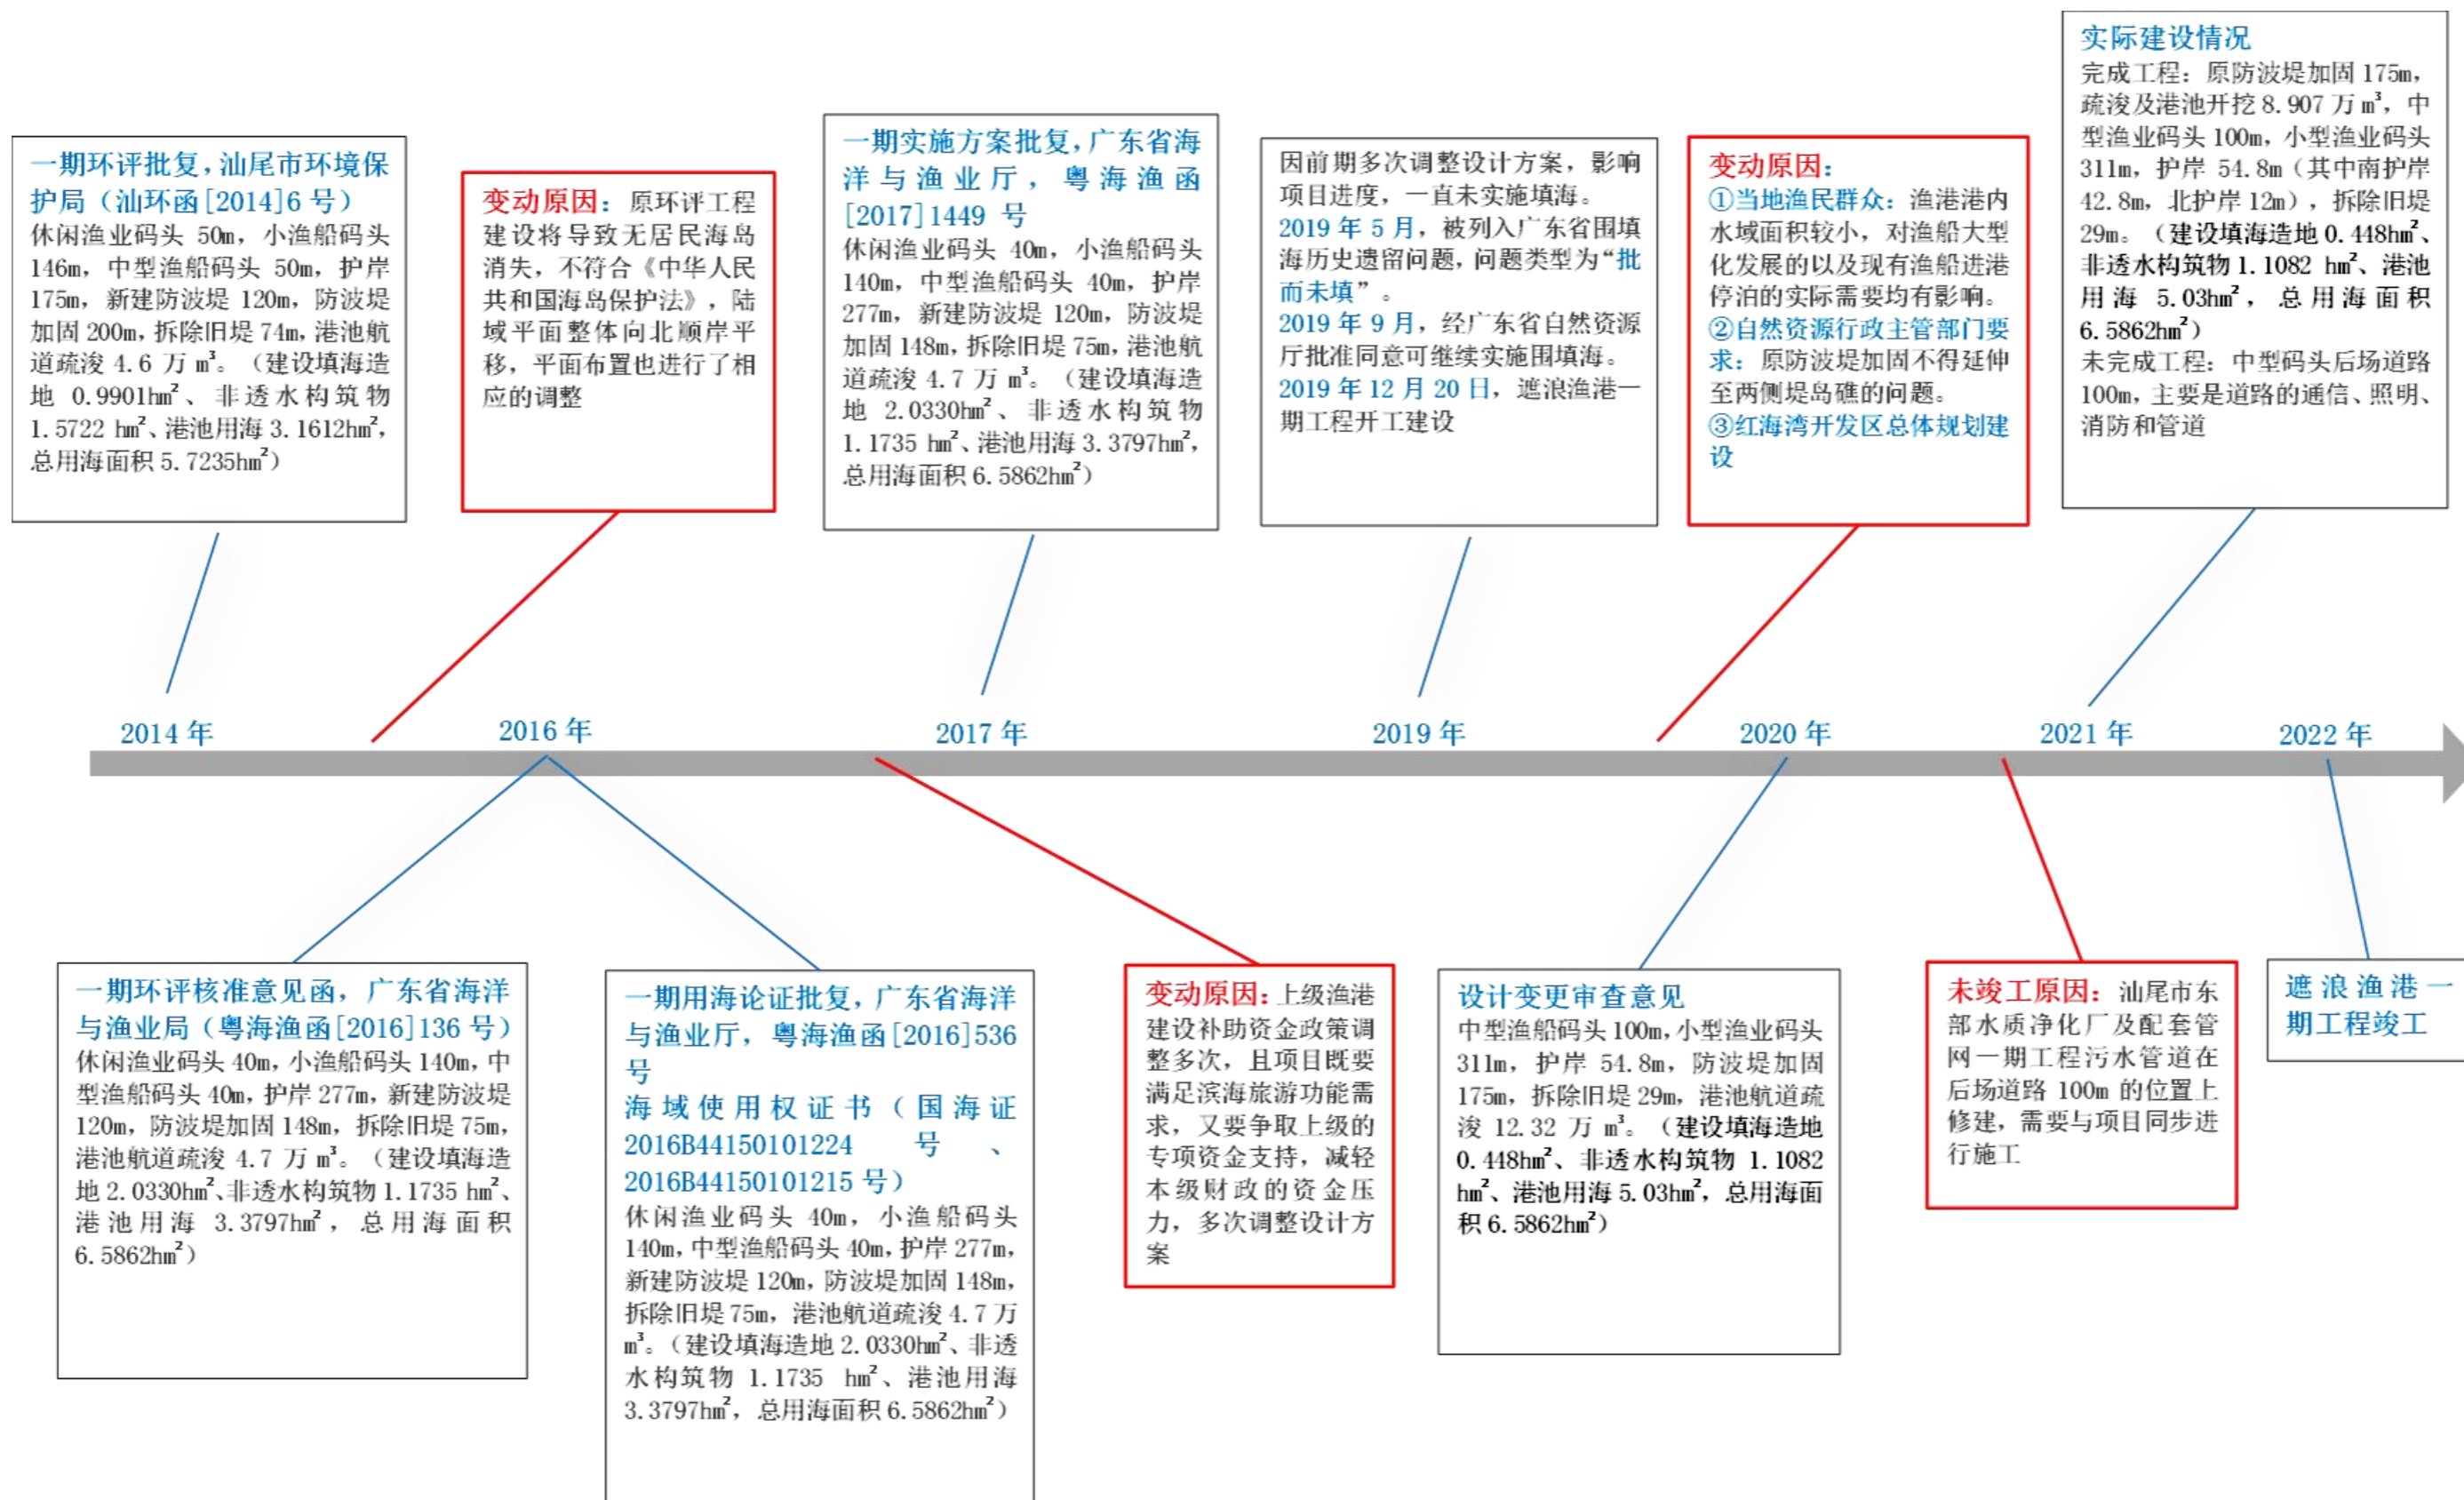 一期环评批复，汕尾市环境保
护局（汕环函[2014]6 号）
休闲渔业码头 50m，小渔船码头
146m，中型渔船码头 50m，护岸
175m，新建防波堤 120m，防波堤
加固 200m，拆除旧堤 74m，港池航
道疏浚 4.6 万 m³。（建设填海造
地 0.9901hm²、非透水构筑物
1.5722 hm²、港池用海 3.1612hm²，
总用海面积 5.7235hm²）
变动原因：原环评工程
建设将导致无居民海岛
消失，不符合《中华人民
共和国海岛保护法》，陆
域平面整体向北顺岸平
移，平面布置也进行了相
应的调整
一期实施方案批复，广东省海
洋与渔业厅，粤海渔函
[2017]1449 号
休闲渔业码头 40m，小渔船码头
140m，中型渔船码头 40m，护岸
277m，新建防波堤 120m，防波堤
加固 148m，拆除旧堤 75m，港池航
道疏浚 4.7 万 m³。（建设填海造
地 2.0330hm²、非透水构筑物
1.1735 hm²、港池用海 3.3797hm²，
总用海面积 6.5862hm²）
因前期多次调整设计方案，影响
项目进度，一直未实施填海。
2019 年 5 月，被列入广东省围填
海历史遗留问题，问题类型为“批
而未填”。
2019 年 9 月，经广东省自然资源
厅批准同意可继续实施围填海。
2019 年 12 月 20 日，遮浪渔港一
期工程开工建设
变动原因：
①当地渔民群众：渔港港内
水域面积较小，对渔船大型
化发展的以及现有渔船进港
停泊的实际需要均有影响。
②自然资源行政主管部门要
求：原防波堤加固不得延伸
至两侧堤岛礁的问题。
③红海湾开发区总体规划建
设
实际建设情况
完成工程：原防波堤加固 175m，
疏浚及港池开挖 8.907 万 m³，中
型渔业码头 100m，小型渔业码头
311m，护岸 54.8m（其中南护岸
42.8m，北护岸 12m），拆除旧堤
29m。（建设填海造地 0.448hm²、
非透水构筑物 1.1082 hm²、港池
用海 5.03hm²，总用海面积
6.5862hm²）
未完成工程：中型码头后场道路
100m，主要是道路的通信、照明、
消防和管道
2014 年
2016 年
2017 年
2019 年
2020 年
2021 年
2022 年
一期环评核准意见函，广东省海洋
与渔业局（粤海渔函[2016]136 号）
休闲渔业码头 40m，小渔船码头 140m，中
型渔船码头 40m，护岸 277m，新建防波堤
120m，防波堤加固 148m，拆除旧堤 75m，
港池航道疏浚 4.7 万 m³。（建设填海造
地 2.0330hm²、非透水构筑物 1.1735 hm²、
港池用海 3.3797hm²，总用海面积
6.5862hm²）
一期用海论证批复，广东省海洋
与渔业厅，粤海渔函[2016]536
号
海域使用权证书（国海证
2016B44150101224 号、
2016B44150101215 号）
休闲渔业码头 40m，小渔船码头
140m，中型渔船码头 40m，护岸 277m，
新建防波堤 120m，防波堤加固 148m，
拆除旧堤 75m，港池航道疏浚 4.7 万
m³。（建设填海造地 2.0330hm²、非透
水构筑物 1.1735 hm²、港池用海
3.3797hm²，总用海面积 6.5862hm²）
变动原因：上级渔港
建设补助资金政策调
整多次，且项目既要
满足滨海旅游功能需
求，又要争取上级的
专项资金支持，减轻
本级财政的资金压
力，多次调整设计方
案
设计变更审查意见
中型渔船码头 100m，小型渔业码头
311m，护岸 54.8m，防波堤加固
175m，拆除旧堤 29m，港池航道疏
浚 12.32 万 m³。（建设填海造地
0.448hm²、非透水构筑物 1.1082
hm²、港池用海 5.03hm²，总用海面
积 6.5862hm²）
未竣工原因：汕尾市东
部水质净化厂及配套管
网一期工程污水管道在
后场道路 100m 的位置上
修建，需要与项目同步进
行施工
遮浪渔港一
期工程竣工